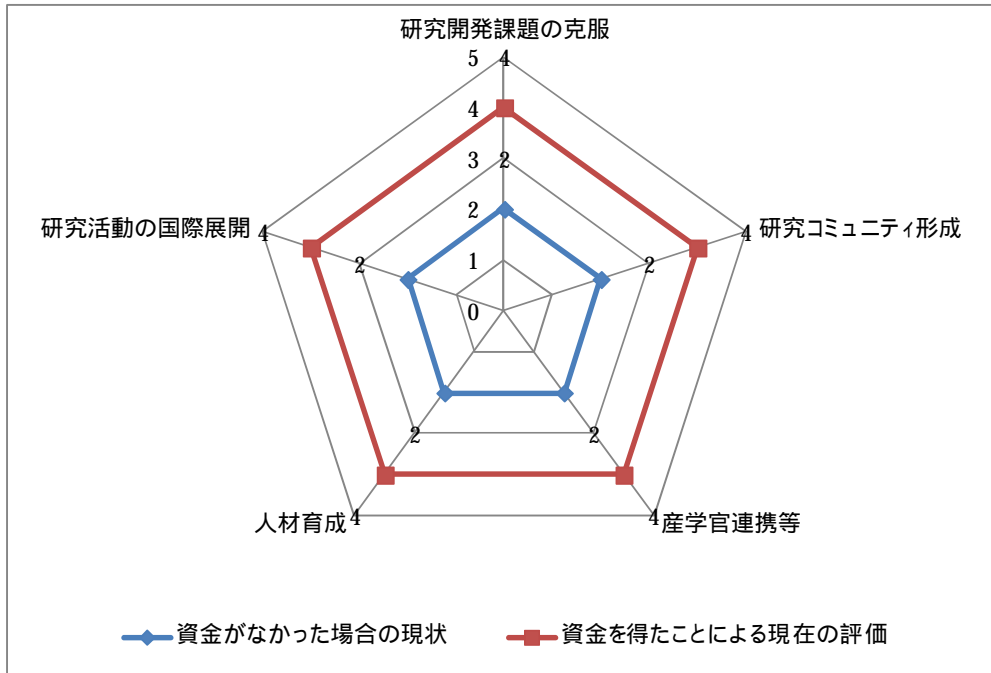 研究開発課題の克服
5 4
4
3 2
研究活動の国際展開 4 2 2 2 4 研究コミュニティ形成
1
0
2 2
人材育成 4 4 産学官連携等
資金がなかった場合の現状 資金を得たことによる現在の評価